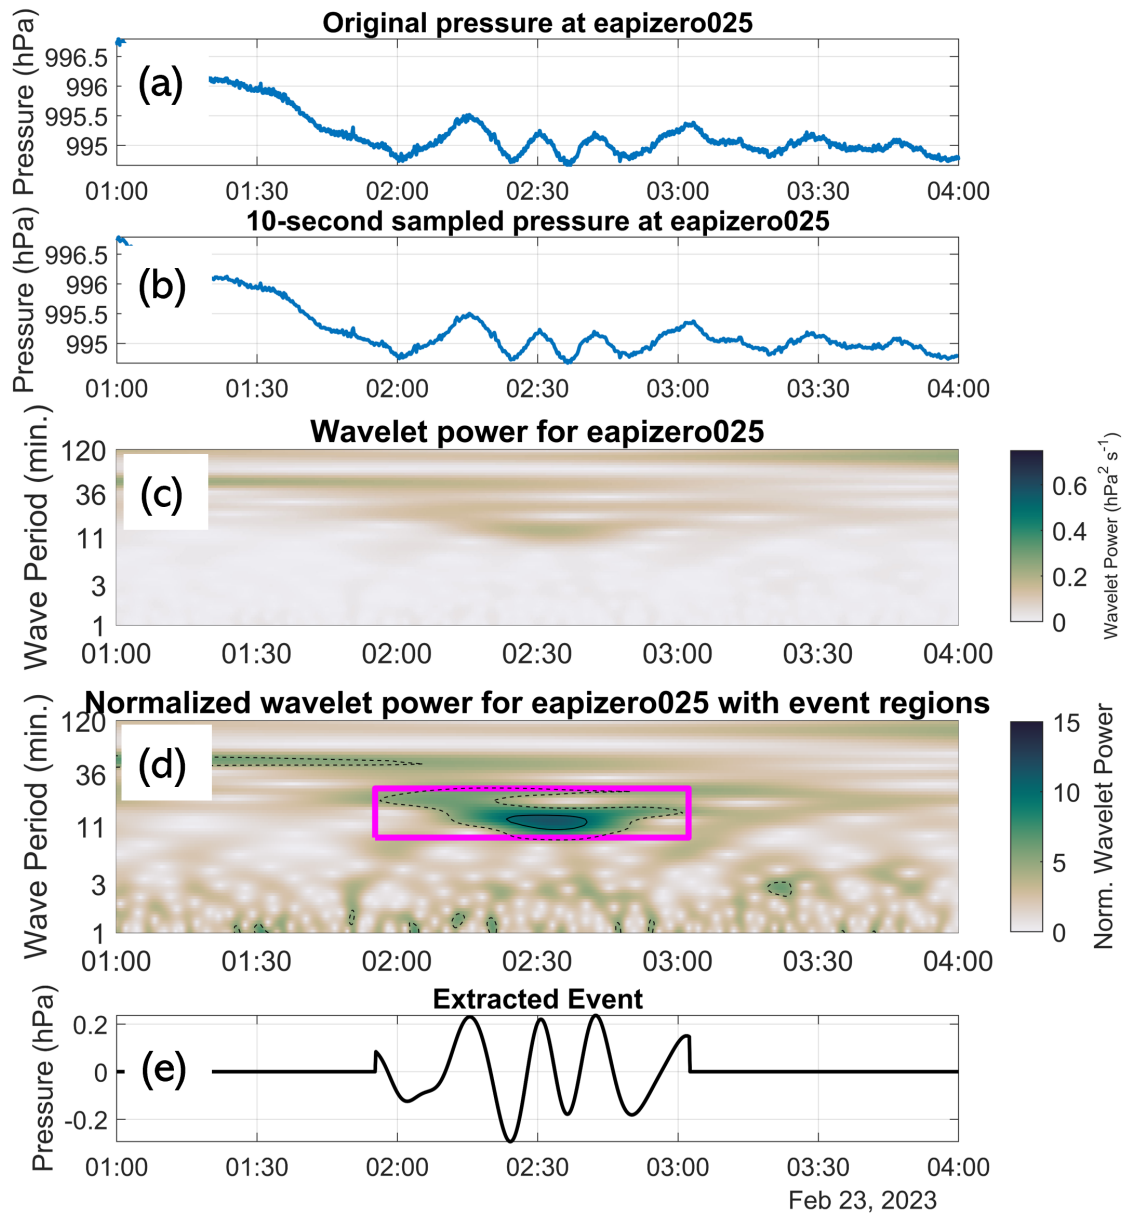 Original pressure at eapizero025
Pressure (hPa)
996.5
996
995.5
995
(a)
01:00 01:30 02:00 02:30 03:00 03:30 04:00
10-second sampled pressure at eapizero025
Pressure (hPa)
996.5
996
995.5
995
(b)
01:00 01:30 02:00 02:30 03:00 03:30 04:00
Wavelet power for eapizero025
Wave Period (min.)
120
36
11
3
1
(c)
01:00 01:30 02:00 02:30 03:00 03:30 04:00
0.6
0.4
0.2
0
Wavelet Power (hPa² s⁻¹)
Normalized wavelet power for eapizero025 with event regions
Wave Period (min.)
120
36
11
3
1
(d)
01:00 01:30 02:00 02:30 03:00 03:30 04:00
15
10
5
0
Norm. Wavelet Power
Extracted Event
Pressure (hPa)
0.2
0
-0.2
(e)
01:00 01:30 02:00 02:30 03:00 03:30 04:00
Feb 23, 2023